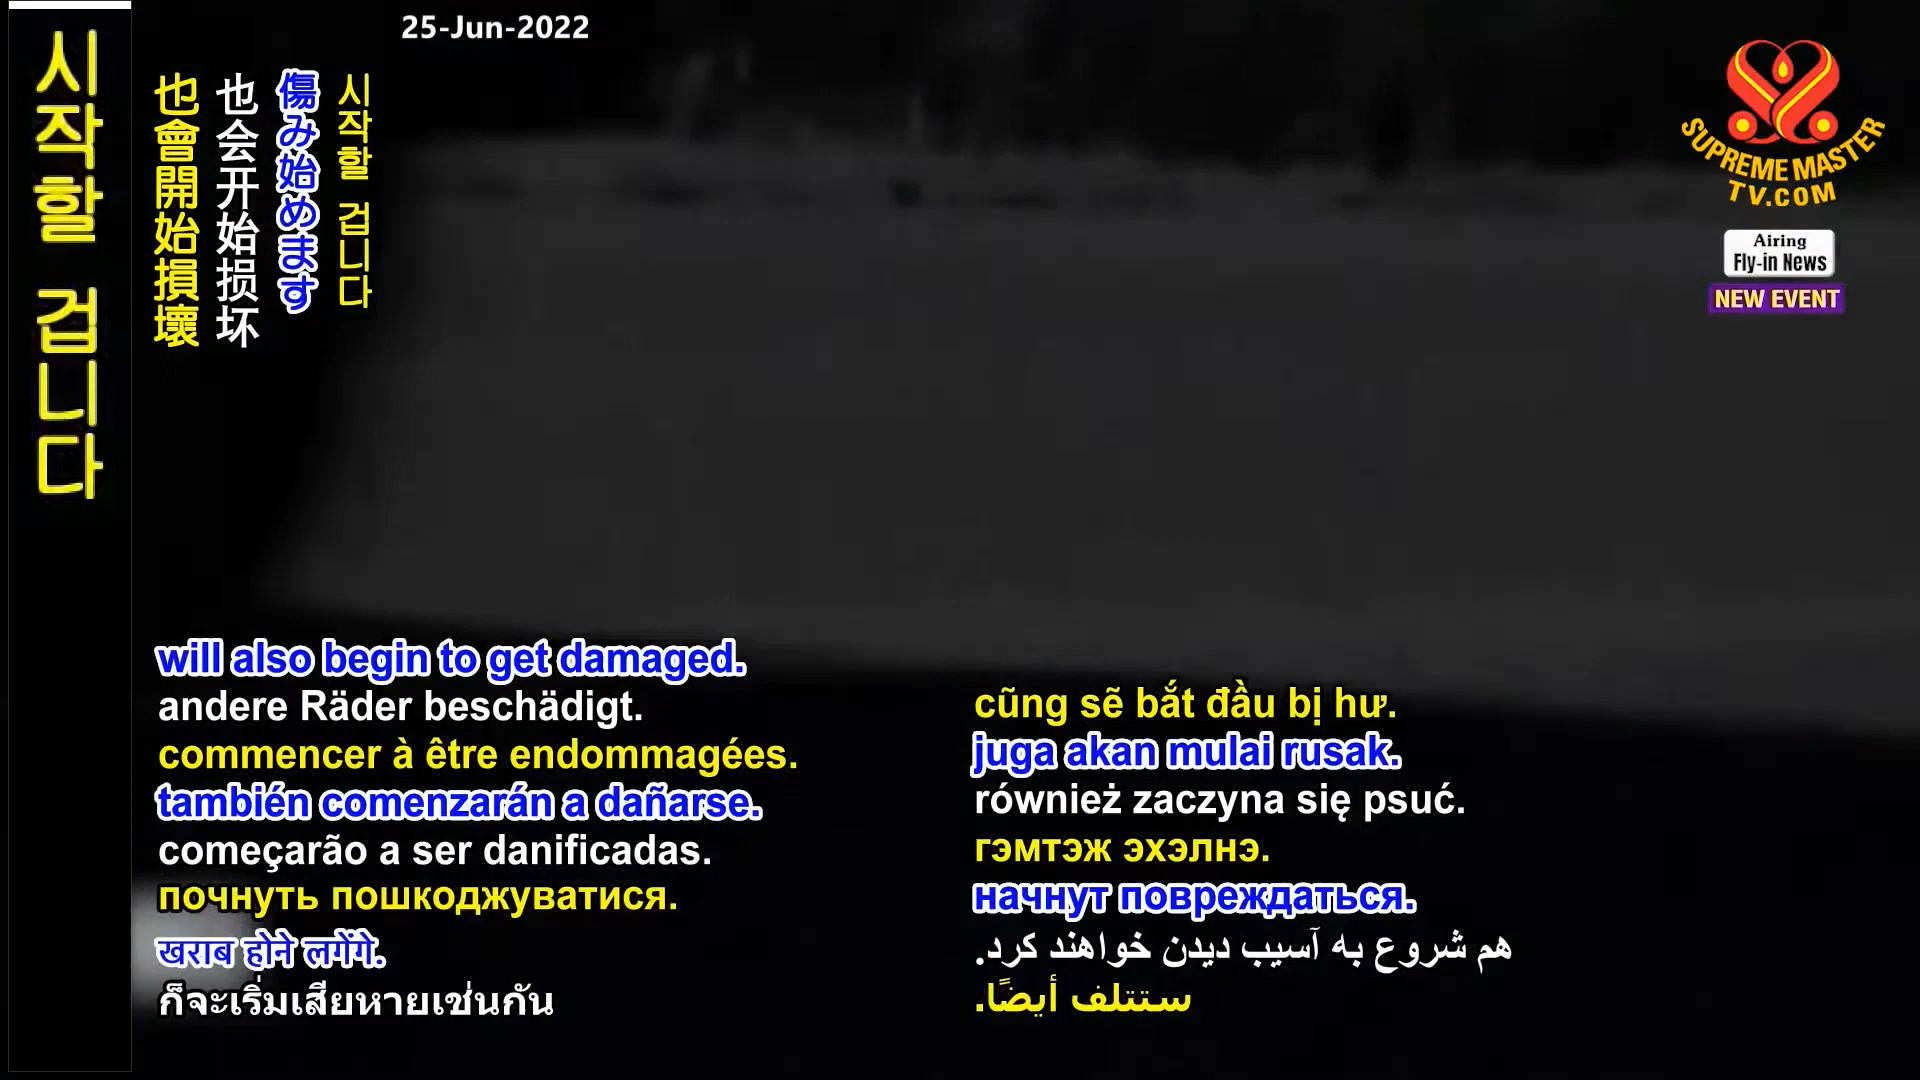 25-Jun-2022
시작할 겁니다
也會開始損壞
也会开始损坏
傷み始めます
시작할 겁니다
SUPREME MASTER
TV.COM
Airing
Fly-in News
NEW EVENT
will also begin to get damaged.
andere Räder beschädigt.
commencer à être endommagées.
también comenzarán a dañarse.
começarão a ser danificadas.
почнуть пошкоджуватися.
खराब होने लगेंगे.
ก็จะเริ่มเสียหายเช่นกัน
cũng sẽ bắt đầu bị hư.
juga akan mulai rusak.
również zaczyna się psuć.
гэмтэж эхэлнэ.
начнут повреждаться.
هم شروع به آسیب دیدن خواهند کرد.
ستتلف أيضًا.